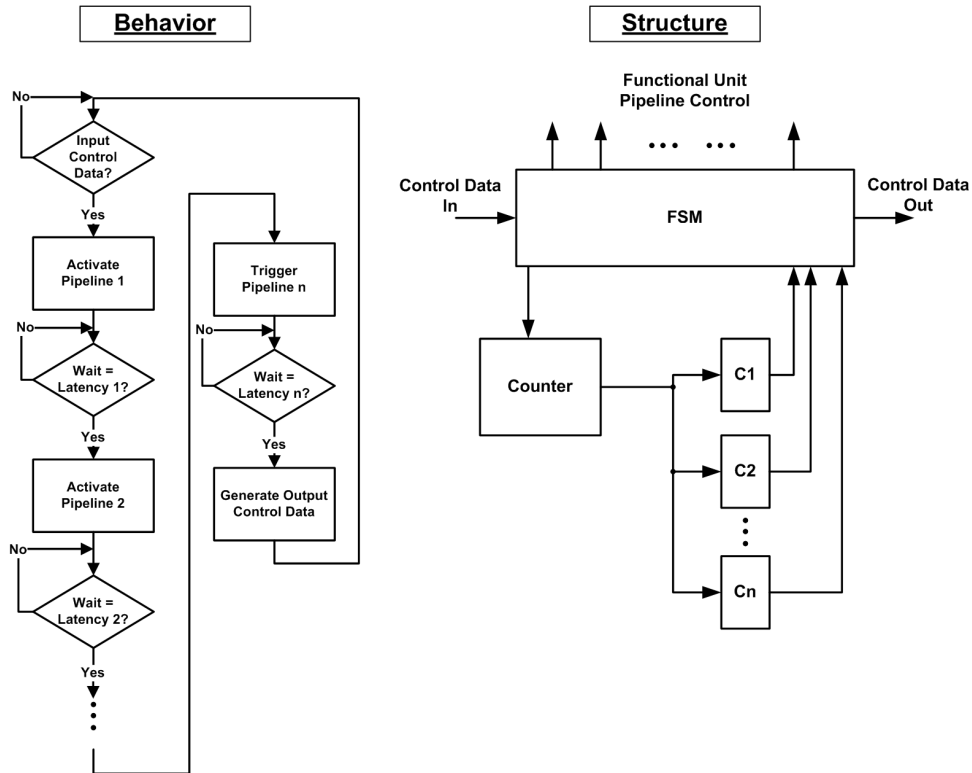 Behavior
No
Input
Control
Data?
Yes
Activate
Pipeline 1
No
Wait =
Latency 1?
Yes
Activate
Pipeline 2
No
Wait =
Latency 2?
Yes
Trigger
Pipeline n
No
Wait =
Latency n?
Yes
Generate Output
Control Data
Structure
Functional Unit
Pipeline Control
Control Data
In
FSM
Control Data
Out
Counter
C1
C2
Cn